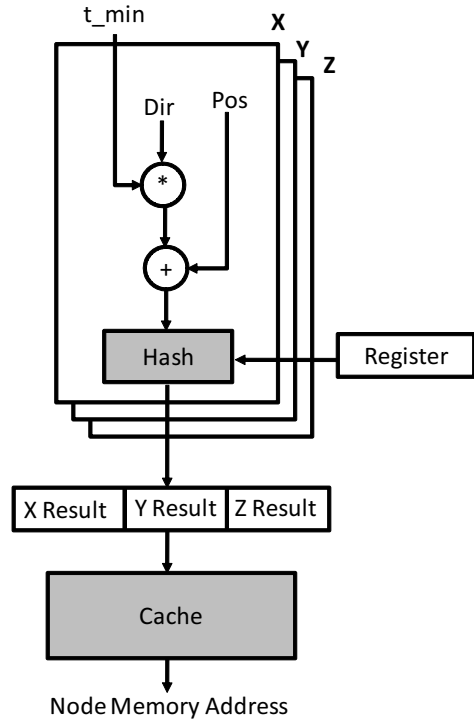 t_min
X
Y
Z
Dir
Pos
*
+
Hash
Register
X Result
Y Result
Z Result
Cache
Node Memory Address